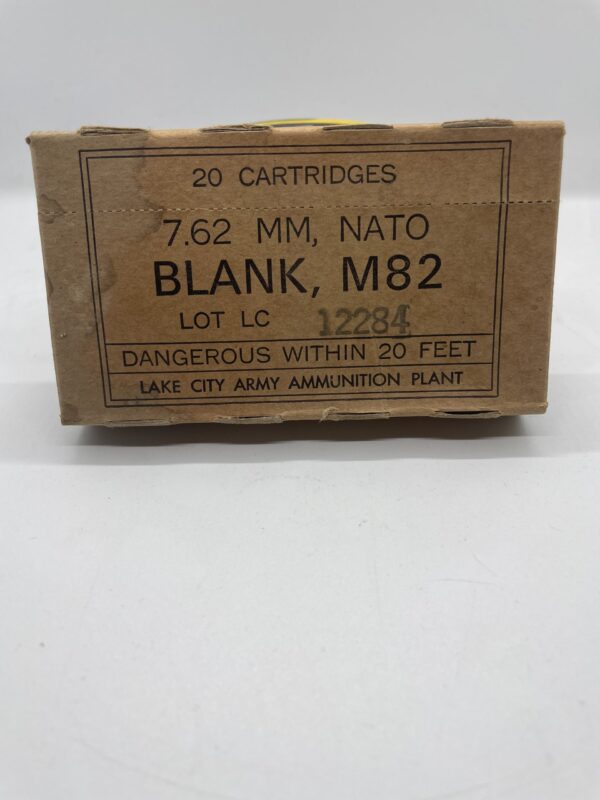 20 CARTRIDGES
7.62 MM, NATO
BLANK, M82
LOT LC 12284
DANGEROUS WITHIN 20 FEET
LAKE CITY ARMY AMMUNITION PLANT